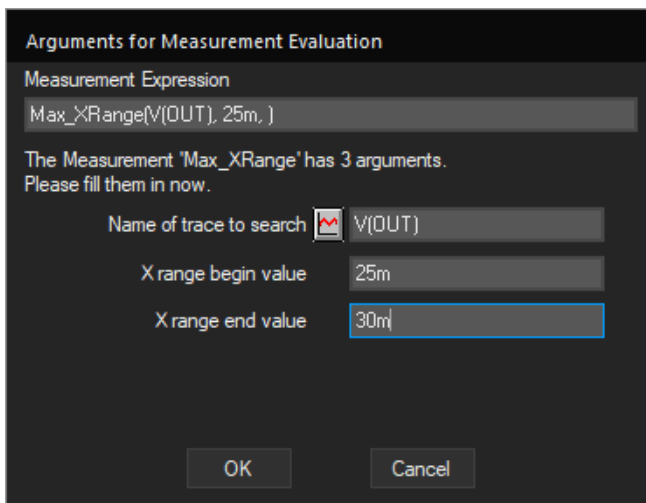 Arguments for Measurement Evaluation
Measurement Expression
Max_XRange(V(OUT), 25m, )
The Measurement 'Max_XRange' has 3 arguments.
Please fill them in now.
Name of trace to search V(OUT)
X range begin value 25m
X range end value 30m
OK Cancel